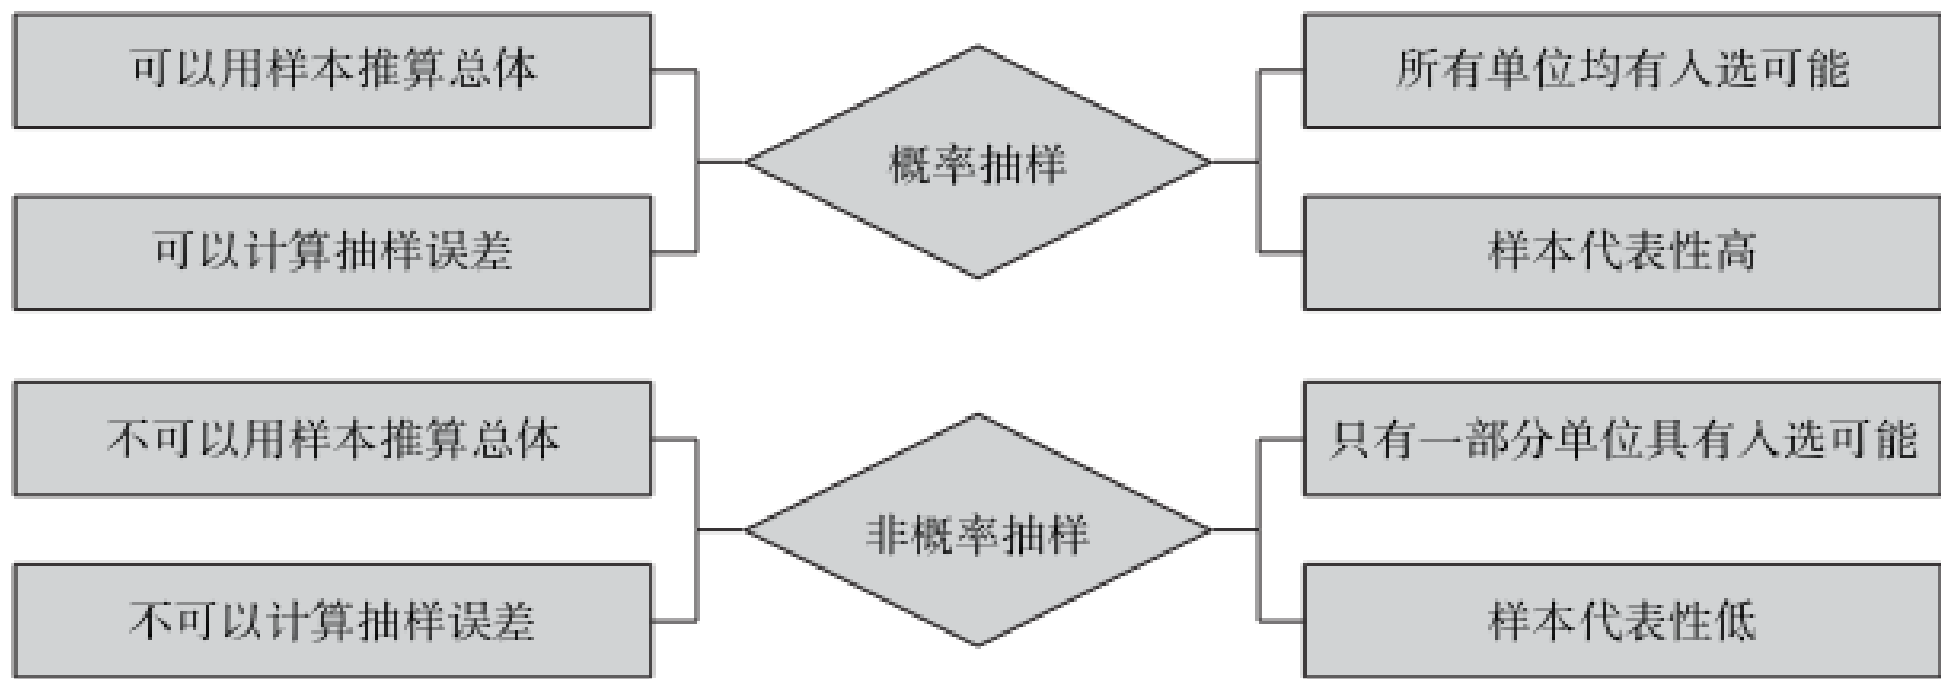 可以用样本推算总体
所有单位均有入选可能
概率抽样
可以计算抽样误差
样本代表性高
不可以用样本推算总体
只有一部分单位具有入选可能
非概率抽样
不可以计算抽样误差
样本代表性低